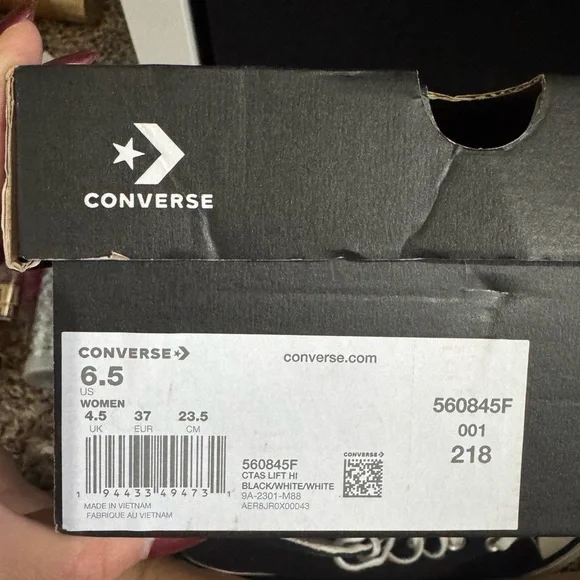 CONVERSE
CONVERSE
converse.com
6.5
US
WOMEN
4.5 37 23.5
UK EUR CM
1 94433 49473 1
MADE IN VIETNAM
FABRIQUE AU VIETNAM
CONVERSE
560845F
CTAS LIFT HI
BLACK/WHITE/WHITE
9A-2301-M88
AER8JR0X00043
560845F
001
218